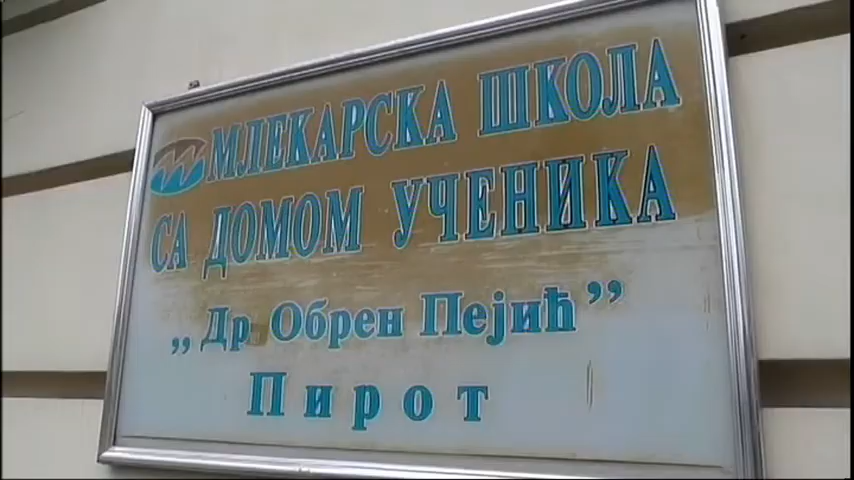 МЛЕКАРСКА ШКОЛА
СА ДОМОМ УЧЕНИКА
„Др Обрен Пејић”
Пирот